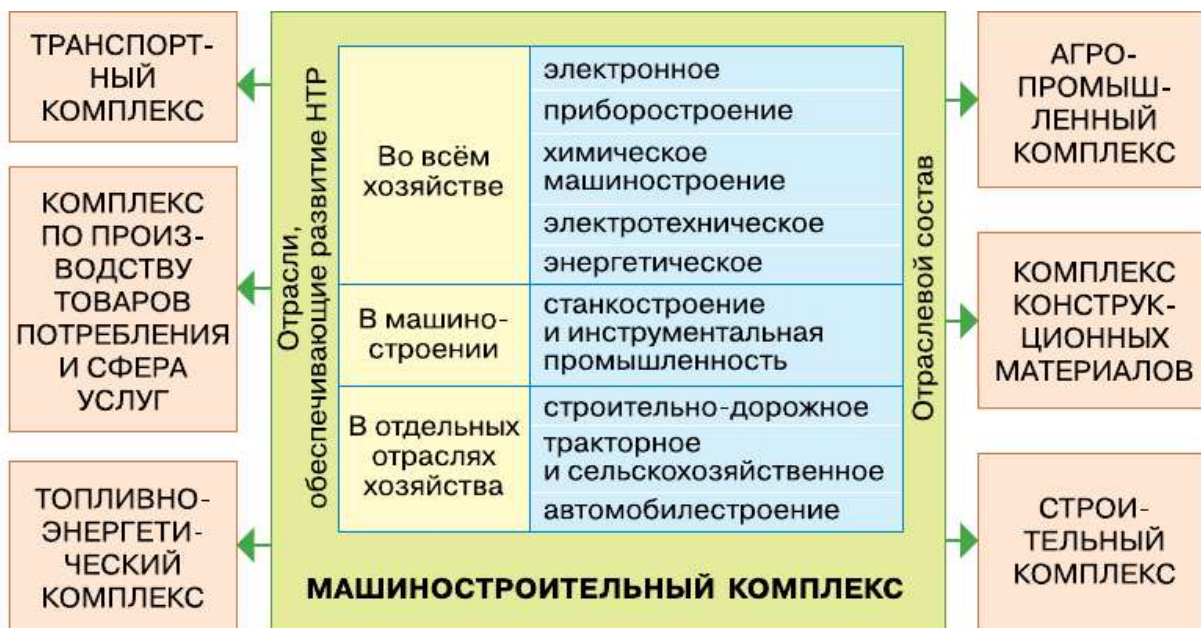 ТРАНСПОРТ-
НЫЙ
КОМПЛЕКС
КОМПЛЕКС
ПО ПРОИЗ-
ВОДСТВУ
ТОВАРОВ
ПОТРЕБЛЕНИЯ
И СФЕРА
УСЛУГ
ТОПЛИВНО-
ЭНЕРГЕТИ-
ЧЕСКИЙ
КОМПЛЕКС
Отрасли,
обеспечивающие развитие НТР
Во всём
хозяйстве
электронное
приборостроение
химическое
машиностроение
электротехническое
энергетическое
В машино-
строении
станкостроение
и инструментальная
промышленность
В отдельных
отраслях
хозяйства
строительно-дорожное
тракторное
и сельскохозяйственное
автомобилестроение
Отраслевой состав
МАШИНОСТРОИТЕЛЬНЫЙ КОМПЛЕКС
АГРО-
ПРОМЫШ-
ЛЕННЫЙ
КОМПЛЕКС
КОМПЛЕКС
КОНСТРУК-
ЦИОННЫХ
МАТЕРИАЛОВ
СТРОИ-
ТЕЛЬНЫЙ
КОМПЛЕКС